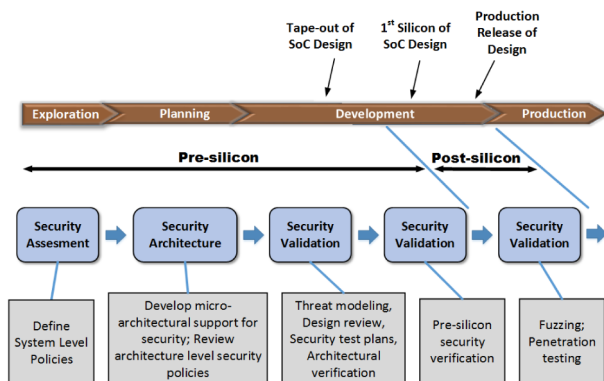 Tape-out of
SoC Design
1st Silicon of
SoC Design
Production
Release of
Design
Exploration
Planning
Development
Production
Pre-silicon
Post-silicon
Security
Assesment
Security
Architecture
Security
Validation
Security
Validation
Security
Validation
Define
System Level
Policies
Develop micro-
architectural support
for security; Review
architecture level security
policies
Threat modeling,
Design review,
Security test plans,
Architectural
verification
Pre-silicon
security
verification
Fuzzing;
Penetration
testing